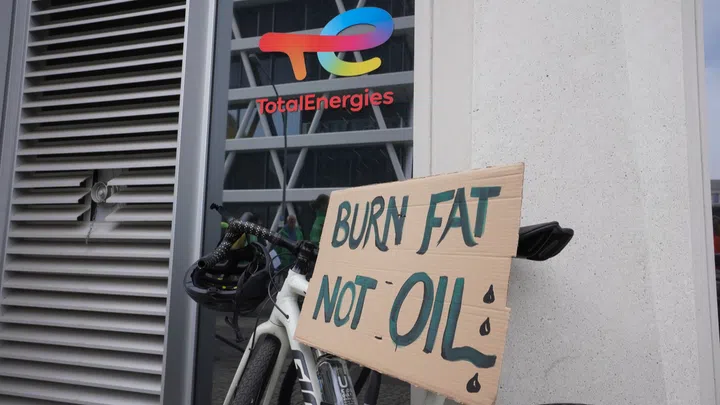 TotalEnergies
BURN FAT
NOT OIL